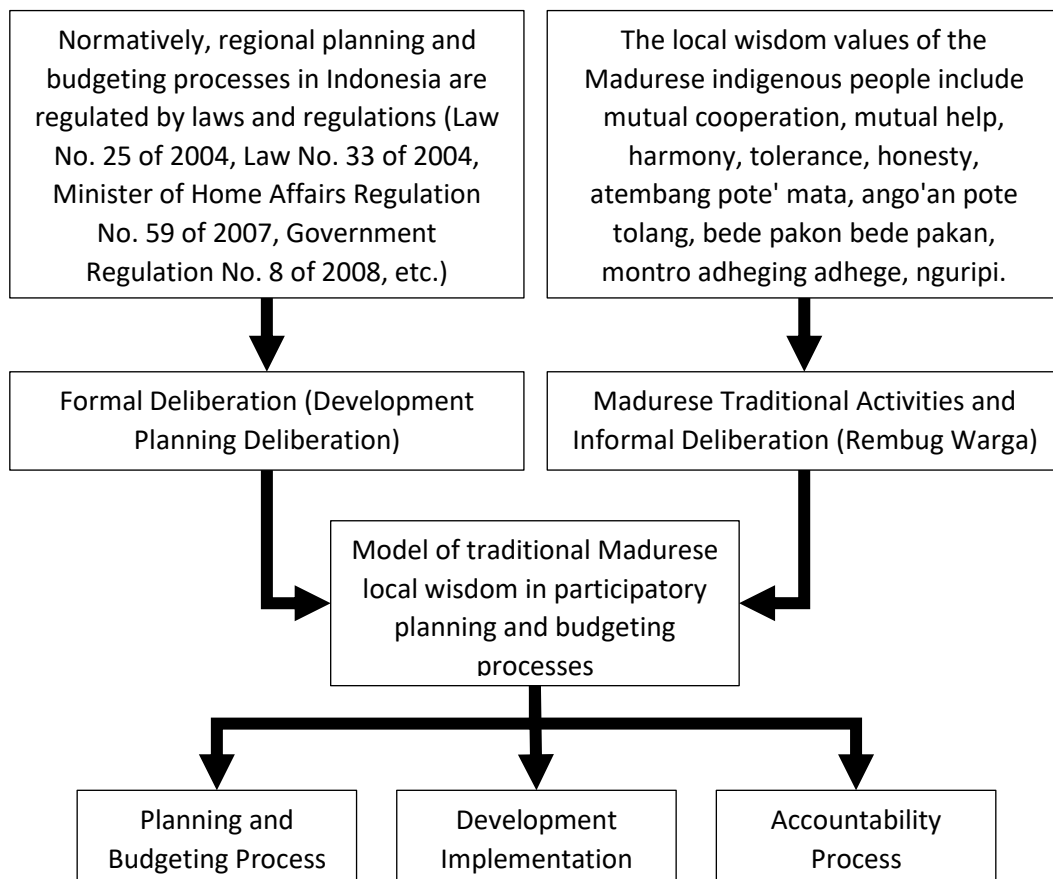 Normatively, regional planning and
budgeting processes in Indonesia are
regulated by laws and regulations (Law
No. 25 of 2004, Law No. 33 of 2004,
Minister of Home Affairs Regulation
No. 59 of 2007, Government
Regulation No. 8 of 2008, etc.)
The local wisdom values of the
Madurese indigenous people include
mutual cooperation, mutual help,
harmony, tolerance, honesty,
atembang pote' mata, ango'an pote
tolang, bede pakon bede pakan,
montro adheging adhege, nguripi.
Formal Deliberation (Development
Planning Deliberation)
Madurese Traditional Activities and
Informal Deliberation (Rembug Warga)
Model of traditional Madurese
local wisdom in participatory
planning and budgeting
processes
Planning and
Budgeting Process
Development
Implementation
Accountability
Process